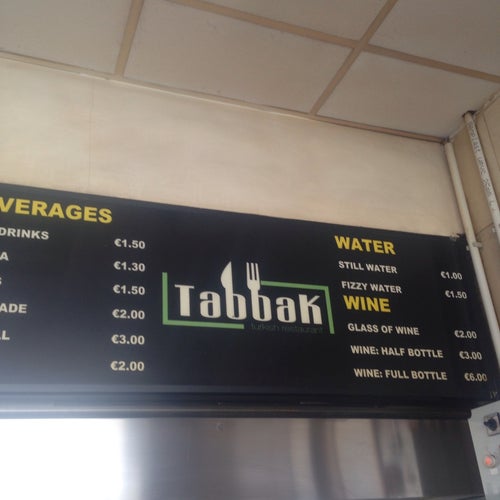 VERAGES
DRINKS €1.50
A €1.30
S €1.50
ADE €2.00
LL €3.00
€2.00
Tabbak
turkish restaurant
WATER
STILL WATER €1.00
FIZZY WATER €1.50
WINE
GLASS OF WINE €2.00
WINE: HALF BOTTLE €3.00
WINE: FULL BOTTLE €6.00